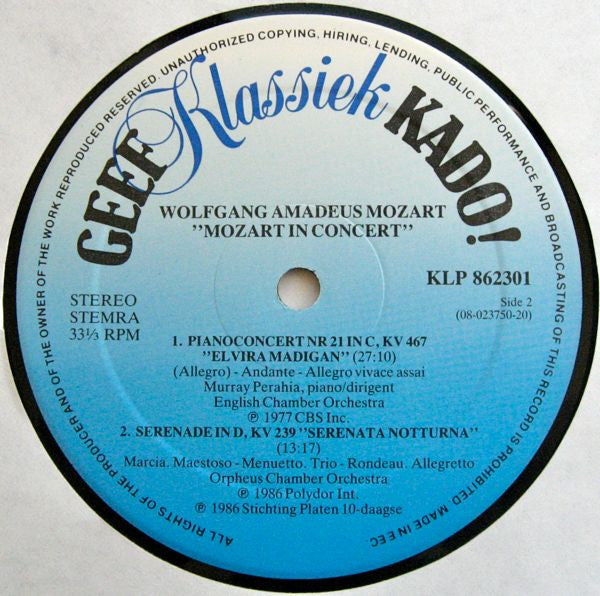 ALL RIGHTS OF THE PRODUCER AND OF THE OWNER OF THE WORK REPRODUCED RESERVED. UNAUTHORIZED COPYING, HIRING, LENDING, PUBLIC PERFORMANCE AND BROADCASTING OF THIS RECORD IS PROHIBITED. MADE IN E E C.
GEEF Klassiek KADO!
WOLFGANG AMADEUS MOZART
"MOZART IN CONCERT"
KLP 862301
Side 2
(08-023750-20)
STEREO
STEMRA
33⅓ RPM
1. PIANOCONCERT NR 21 IN C, KV 467
"ELVIRA MADIGAN" (27:10)
(Allegro) - Andante - Allegro vivace assai
Murray Perahia, piano/dirigent
English Chamber Orchestra
℗ 1977 CBS Inc.
2. SERENADE IN D, KV 239 "SERENATA NOTTURNA"
(13:17)
Marcia. Maestoso - Menuetto. Trio - Rondeau. Allegretto
Orpheus Chamber Orchestra
℗ 1986 Polydor Int.
℗ 1986 Stichting Platen 10-daagse